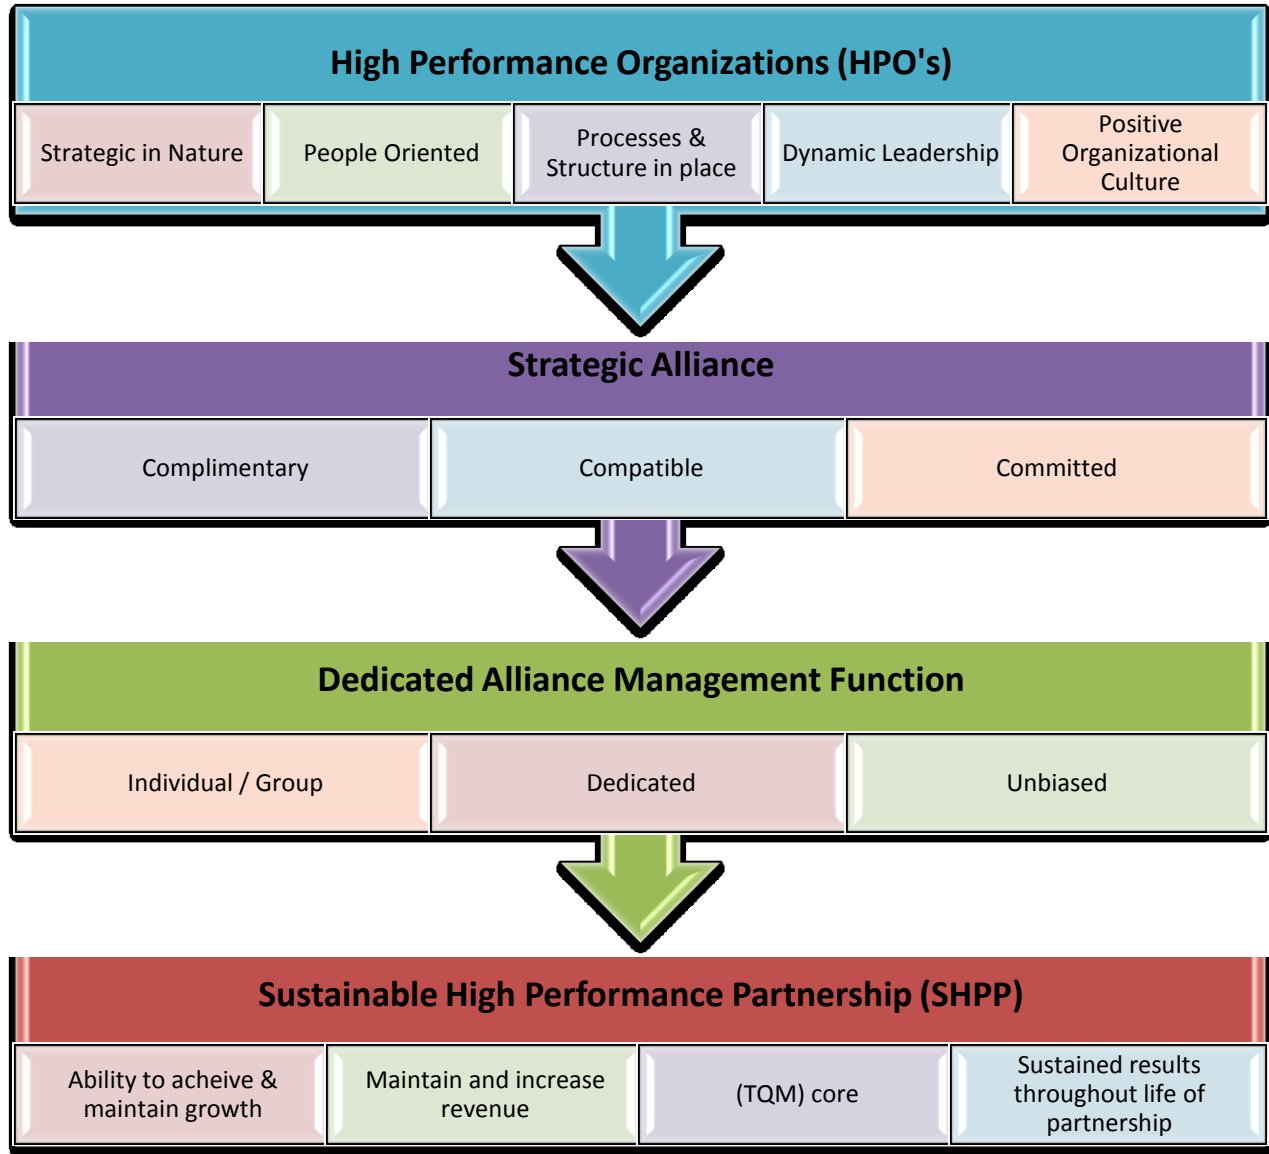 High Performance Organizations (HPO's)
Strategic in Nature
People Oriented
Processes &
Structure in place
Dynamic Leadership
Positive
Organizational
Culture
Strategic Alliance
Complimentary
Compatible
Committed
Dedicated Alliance Management Function
Individual / Group
Dedicated
Unbiased
Sustainable High Performance Partnership (SHPP)
Ability to acheive &
maintain growth
Maintain and increase
revenue
(TQM) core
Sustained results
throughout life of
partnership